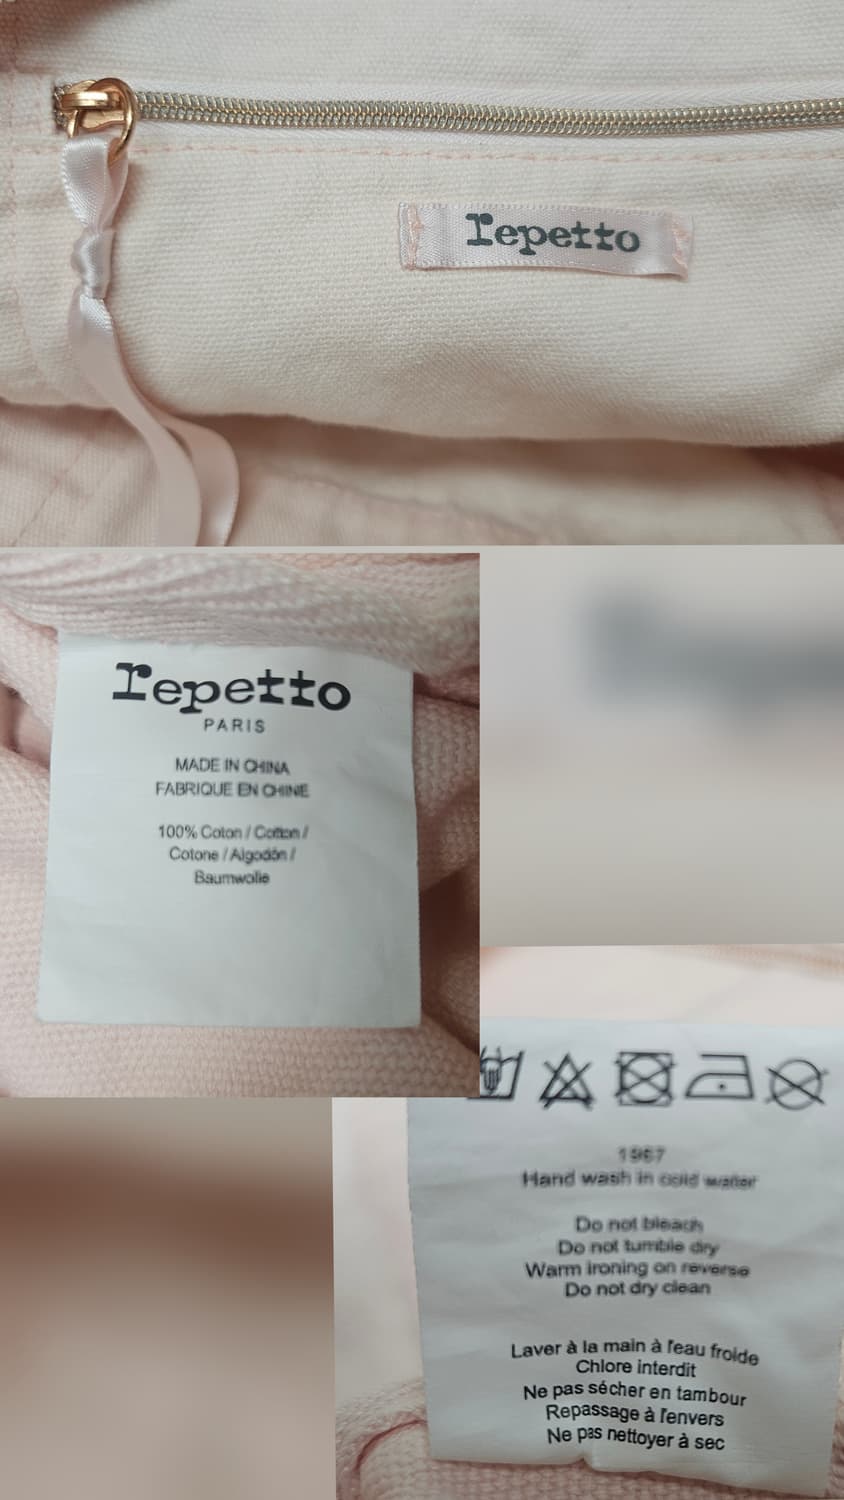 repetto
repetto
PARIS
MADE IN CHINA
FABRIQUE EN CHINE
100% Coton / Cotton /
Cotone / Algodón /
Baumwolle
1967
Hand wash in cold water
Do not bleach
Do not tumble dry
Warm ironing on reverse
Do not dry clean
Laver à la main à l'eau froide
Chlore interdit
Ne pas sécher en tambour
Repassage à l'envers
Ne pas nettoyer à sec